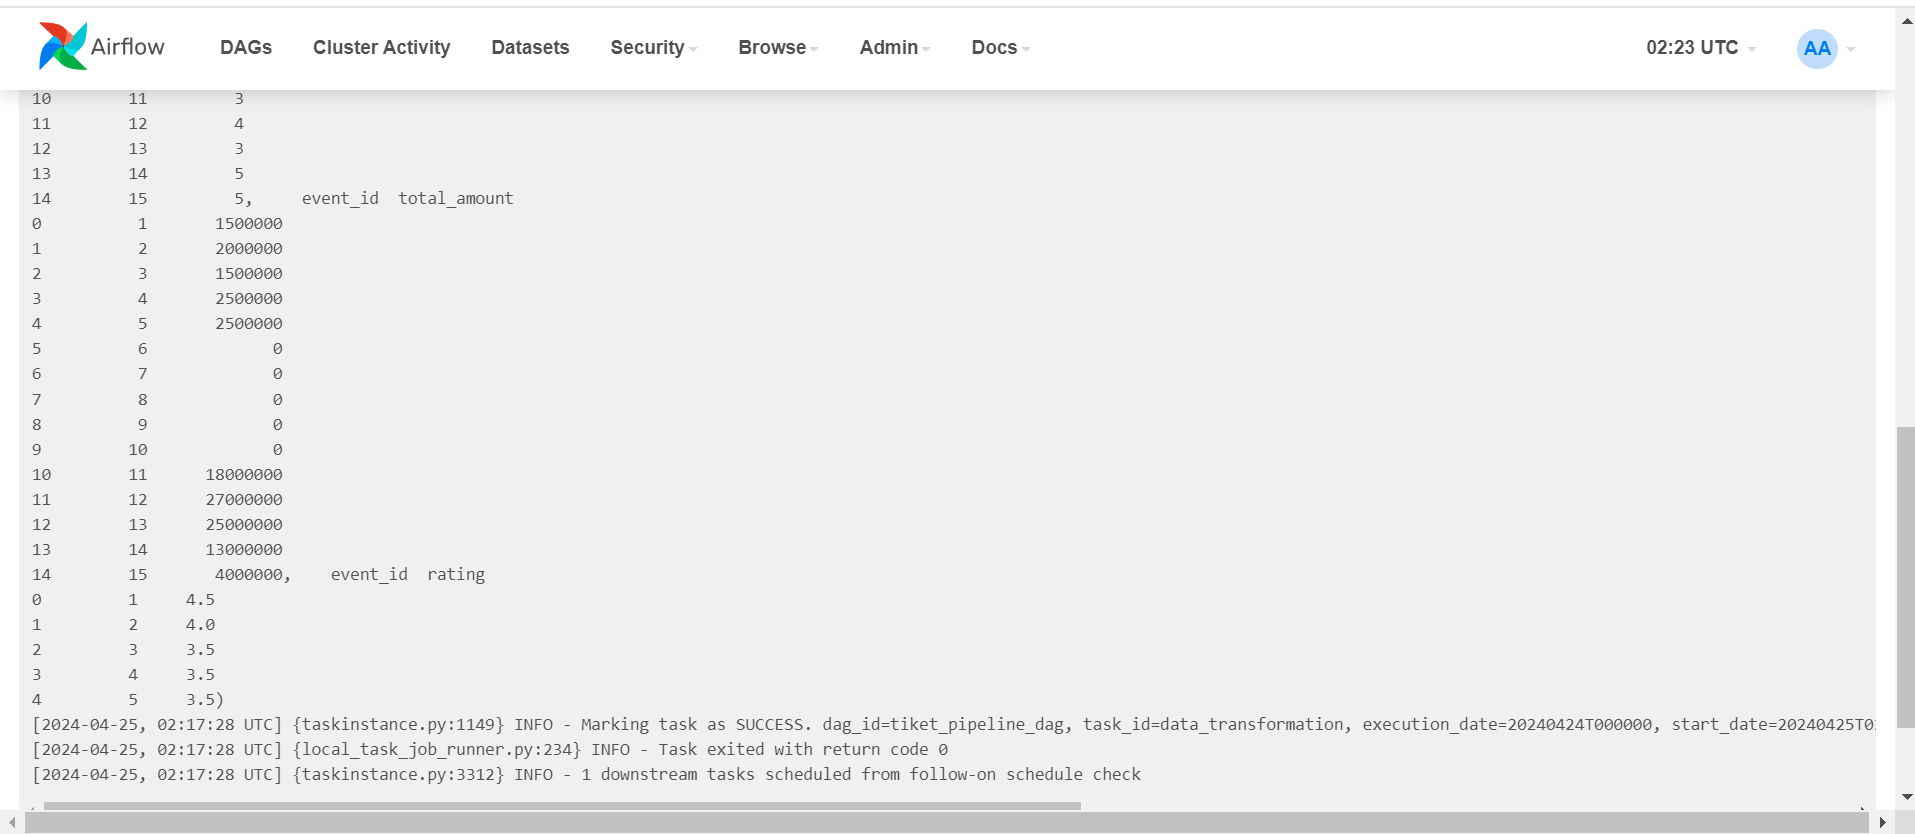 Airflow DAGs Cluster Activity Datasets Security Browse Admin Docs 02:23 UTC AA
10 11 3
11 12 4
12 13 3
13 14 5
14 15 5, event_id total_amount
0 1 1500000
1 2 2000000
2 3 1500000
3 4 2500000
4 5 2500000
5 6 0
6 7 0
7 8 0
8 9 0
9 10 0
10 11 18000000
11 12 27000000
12 13 25000000
13 14 13000000
14 15 4000000, event_id rating
0 1 4.5
1 2 4.0
2 3 3.5
3 4 3.5
4 5 3.5)
[2024-04-25, 02:17:28 UTC] {taskinstance.py:1149} INFO - Marking task as SUCCESS. dag_id=tiket_pipeline_dag, task_id=data_transformation, execution_date=20240424T000000, start_date=20240425T0
[2024-04-25, 02:17:28 UTC] {local_task_job_runner.py:234} INFO - Task exited with return code 0
[2024-04-25, 02:17:28 UTC] {taskinstance.py:3312} INFO - 1 downstream tasks scheduled from follow-on schedule check